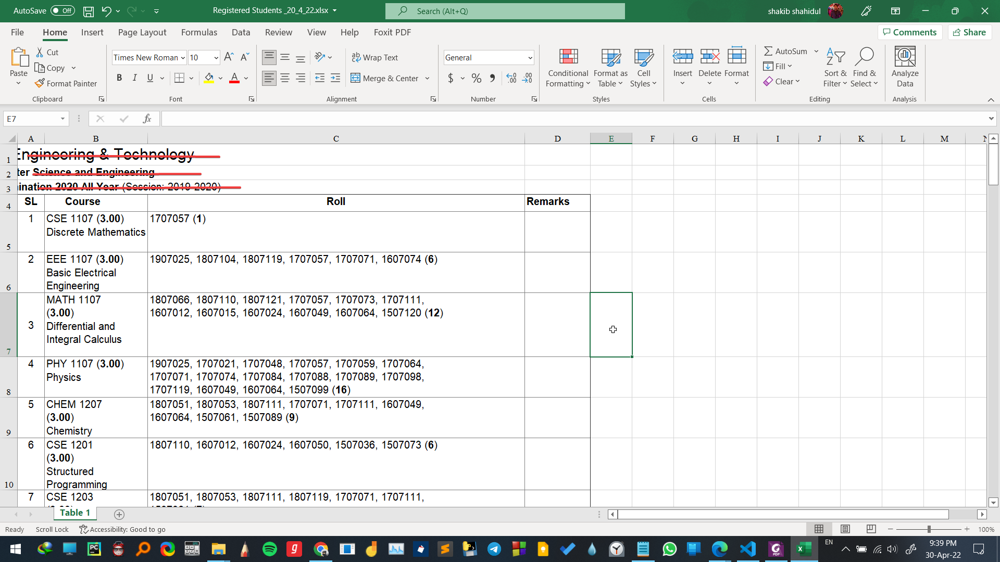 AutoSave Off Registered Students _20_4_22.xlsx Search (Alt+Q) shakib shahidul
File Home Insert Page Layout Formulas Data Review View Help Foxit PDF Comments Share
Paste Cut Copy Format Painter
Clipboard
Times New Roman 10
B I U A
Font
Wrap Text
Merge & Center
Alignment
General
$ % 9
Number
Conditional Formatting Format as Table Cell Styles
Styles
Insert Delete Format
Cells
AutoSum
Fill
Clear
Sort & Filter Find & Select
Editing
Analyze Data
Analysis
E7 fx
A B C D E F G H I J K L M
1 Engineering & Technology
2 ter Science and Engineering
3 ination 2020 All Year (Session: 2019-2020)
4 SL Course Roll Remarks
5 1 CSE 1107 (3.00) 1707057 (1)
Discrete Mathematics
6 2 EEE 1107 (3.00) 1907025, 1807104, 1807119, 1707057, 1707071, 1607074 (6)
Basic Electrical
Engineering
7 3 MATH 1107 1807066, 1807110, 1807121, 1707057, 1707073, 1707111,
(3.00) 1607012, 1607015, 1607024, 1607049, 1607064, 1507120 (12)
Differential and
Integral Calculus
8 4 PHY 1107 (3.00) 1907025, 1707021, 1707048, 1707057, 1707059, 1707064,
Physics 1707071, 1707074, 1707084, 1707088, 1707089, 1707098,
1707119, 1607049, 1607064, 1507099 (16)
9 5 CHEM 1207 1807051, 1807053, 1807111, 1707071, 1707111, 1607049,
(3.00) 1607064, 1507061, 1507089 (9)
Chemistry
10 6 CSE 1201 1807110, 1607012, 1607024, 1607050, 1507036, 1507073 (6)
(3.00)
Structured
Programming
7 CSE 1203 1807051, 1807053, 1807111, 1807119, 1707071, 1707111,
Table 1
Ready Scroll Lock Accessibility: Good to go 100%
EN 9:39 PM
30-Apr-22